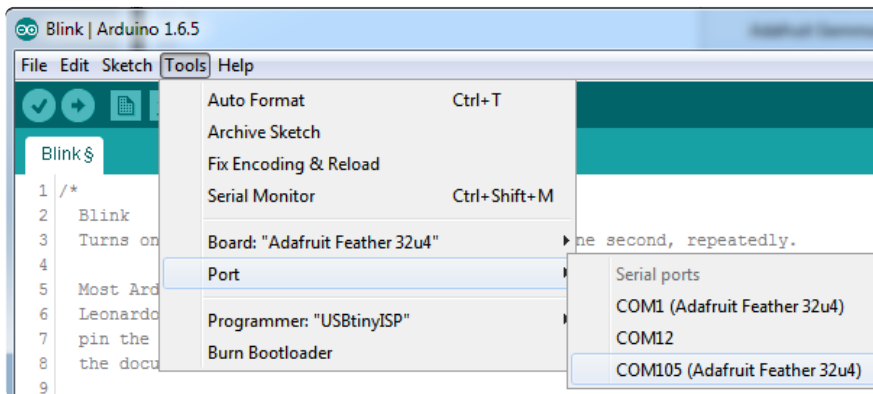 Blink | Arduino 1.6.5
File Edit Sketch Tools Help
Auto Format Ctrl+T
Archive Sketch
Fix Encoding & Reload
Serial Monitor Ctrl+Shift+M
Board: "Adafruit Feather 32u4"
Port
Programmer: "USBtinyISP"
Burn Bootloader
Serial ports
COM1 (Adafruit Feather 32u4)
COM12
COM105 (Adafruit Feather 32u4)
Blink §
1 /*
2 Blink
3 Turns on ne second, repeatedly.
4
5 Most Ard
6 Leonardo
7 pin the
8 the docu
9